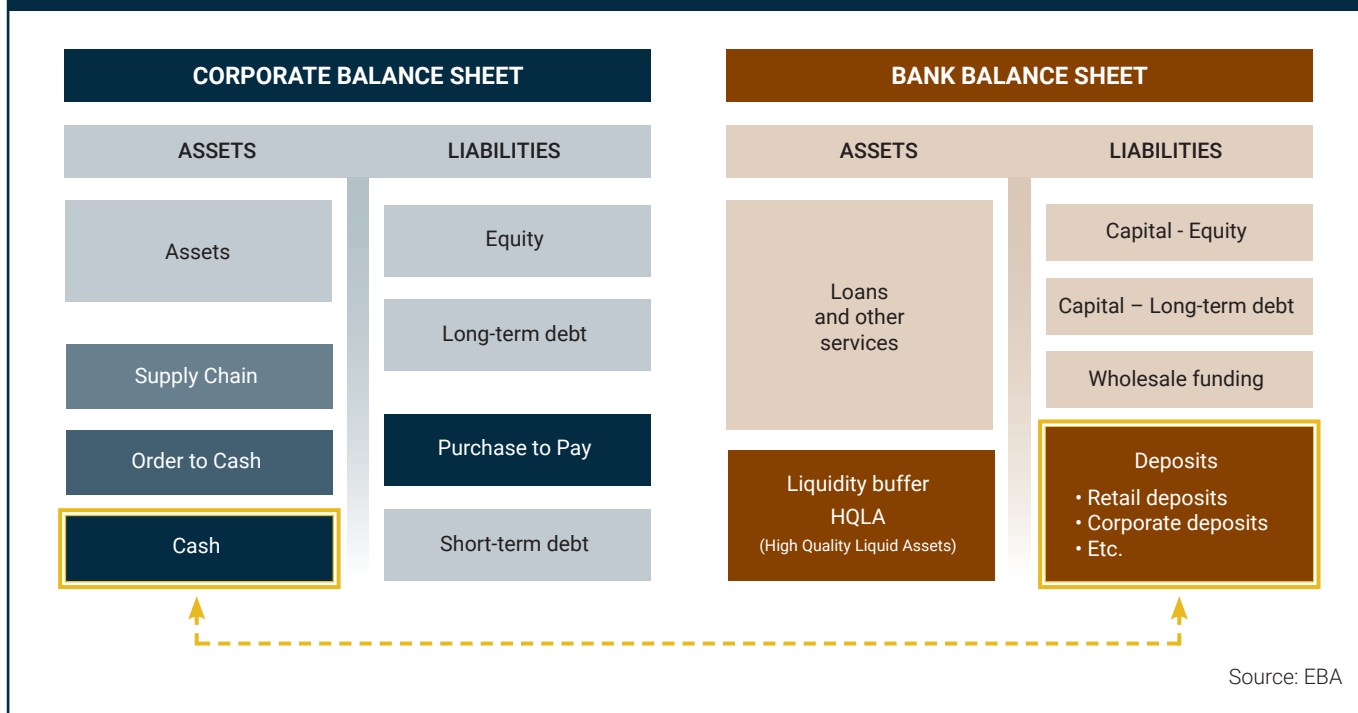 CORPORATE BALANCE SHEET
ASSETS
LIABILITIES
Assets
Supply Chain
Order to Cash
Cash
Equity
Long-term debt
Purchase to Pay
Short-term debt
BANK BALANCE SHEET
ASSETS
LIABILITIES
Loans
and other
services
Liquidity buffer
HQLA
(High Quality Liquid Assets)
Capital - Equity
Capital – Long-term debt
Wholesale funding
Deposits
• Retail deposits
• Corporate deposits
• Etc.
Source: EBA